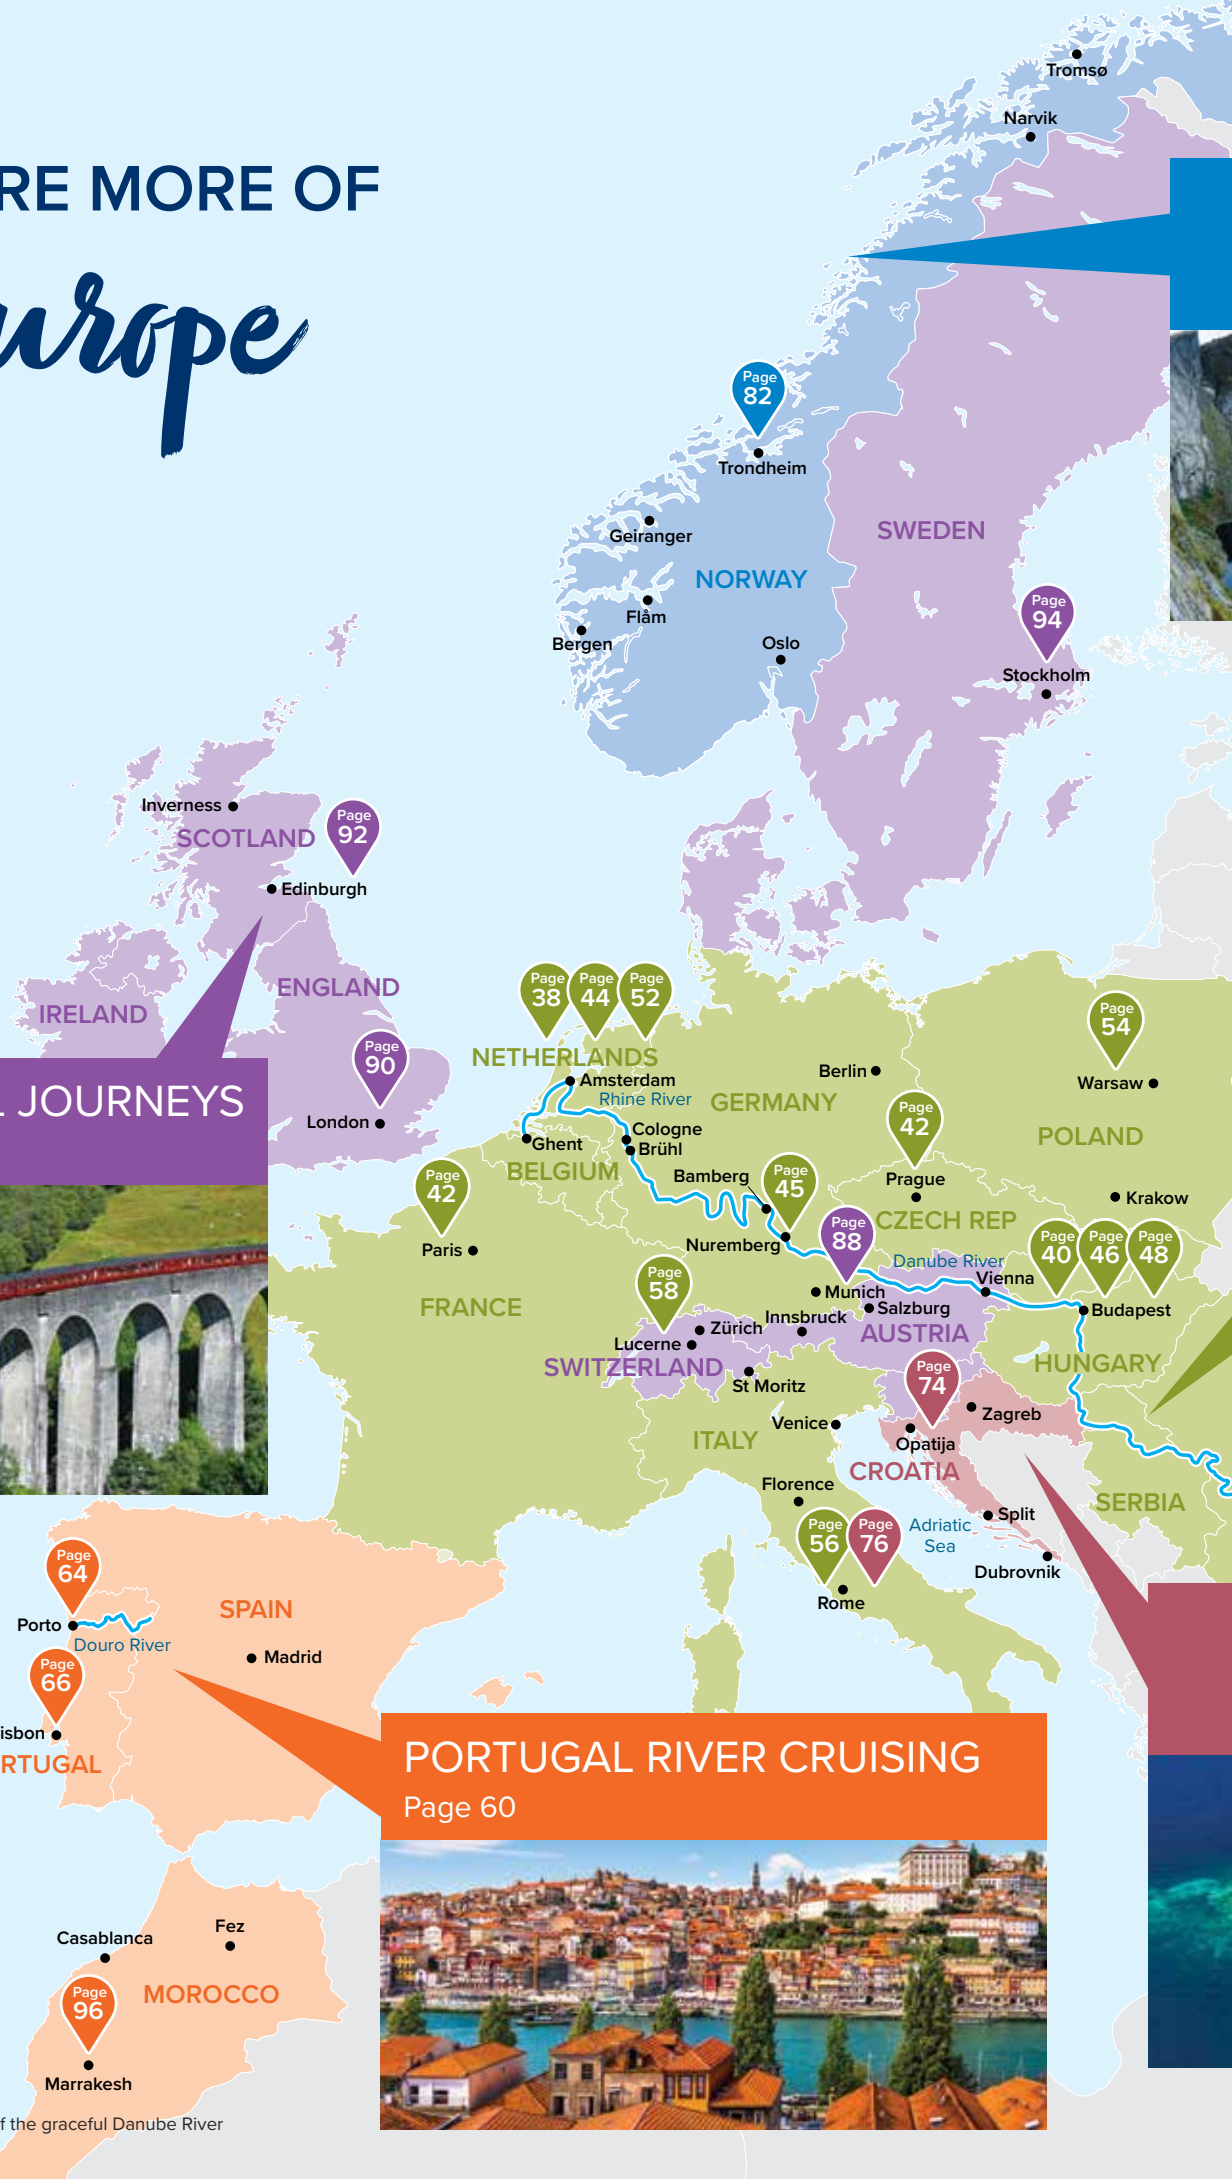 RE MORE OF
urope
Tromsø
Narvik
Page
82
Trondheim
Geiranger
SWEDEN
NORWAY
Flåm
Bergen
Oslo
Page
94
Stockholm
Inverness
SCOTLAND
Page
92
Edinburgh
ENGLAND
IRELAND
Page
38
Page
44
Page
52
Page
54
Page
90
NETHERLANDS
Amsterdam
Rhine River
Berlin
Warsaw
GERMANY
London
Cologne
Ghent
Brühl
Page
42
POLAND
L JOURNEYS
BELGIUM
Bamberg
Page
45
Prague
Krakow
Page
42
CZECH REP
Page
88
Nuremberg
Paris
Page
40
Page
46
Page
48
Danube River
Vienna
Page
58
Munich
Salzburg
Budapest
FRANCE
Innsbruck
Zürich
AUSTRIA
Lucerne
SWITZERLAND
HUNGARY
St Moritz
Page
74
Zagreb
Venice
ITALY
Opatija
CROATIA
Florence
SERBIA
Split
Page
56
Page
76
Adriatic
Sea
Dubrovnik
Rome
Page
64
SPAIN
Porto
Douro River
Madrid
Page
66
isbon
RTUGAL
PORTUGAL RIVER CRUISING
Page 60
Fez
Casablanca
MOROCCO
Page
96
Marrakesh
f the graceful Danube River